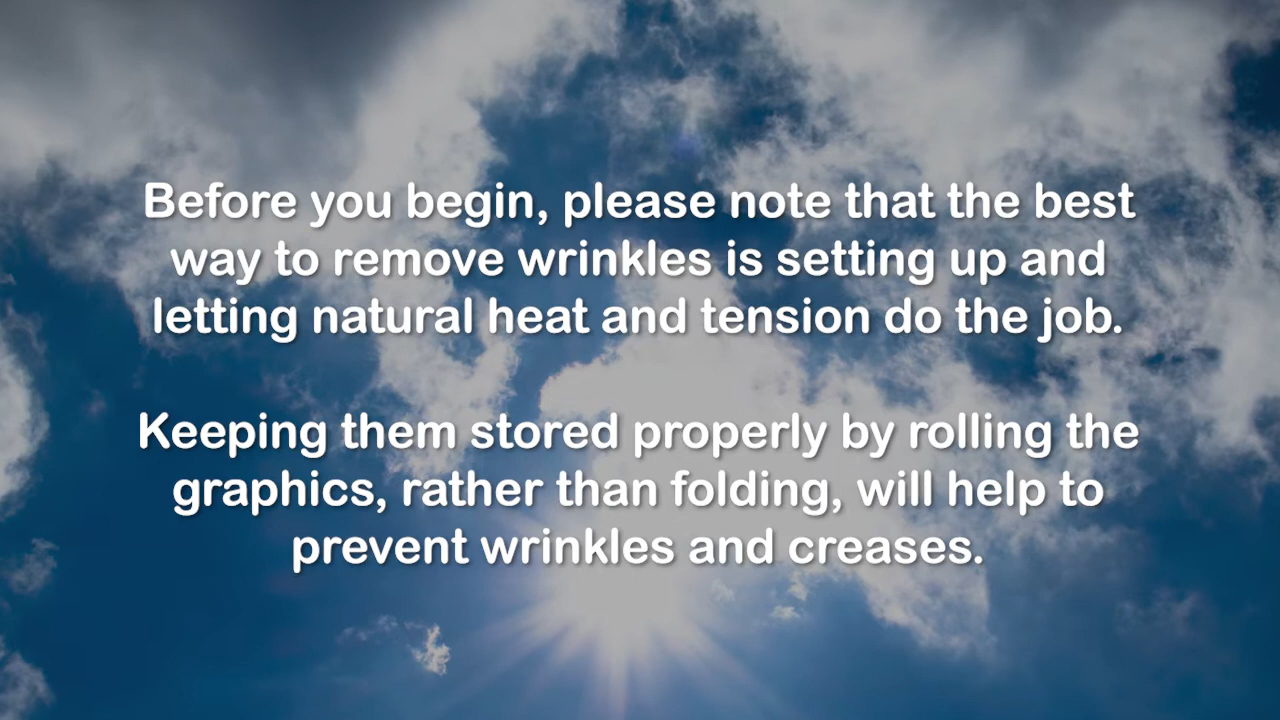 Before you begin, please note that the best
way to remove wrinkles is setting up and
letting natural heat and tension do the job.
Keeping them stored properly by rolling the
graphics, rather than folding, will help to
prevent wrinkles and creases.